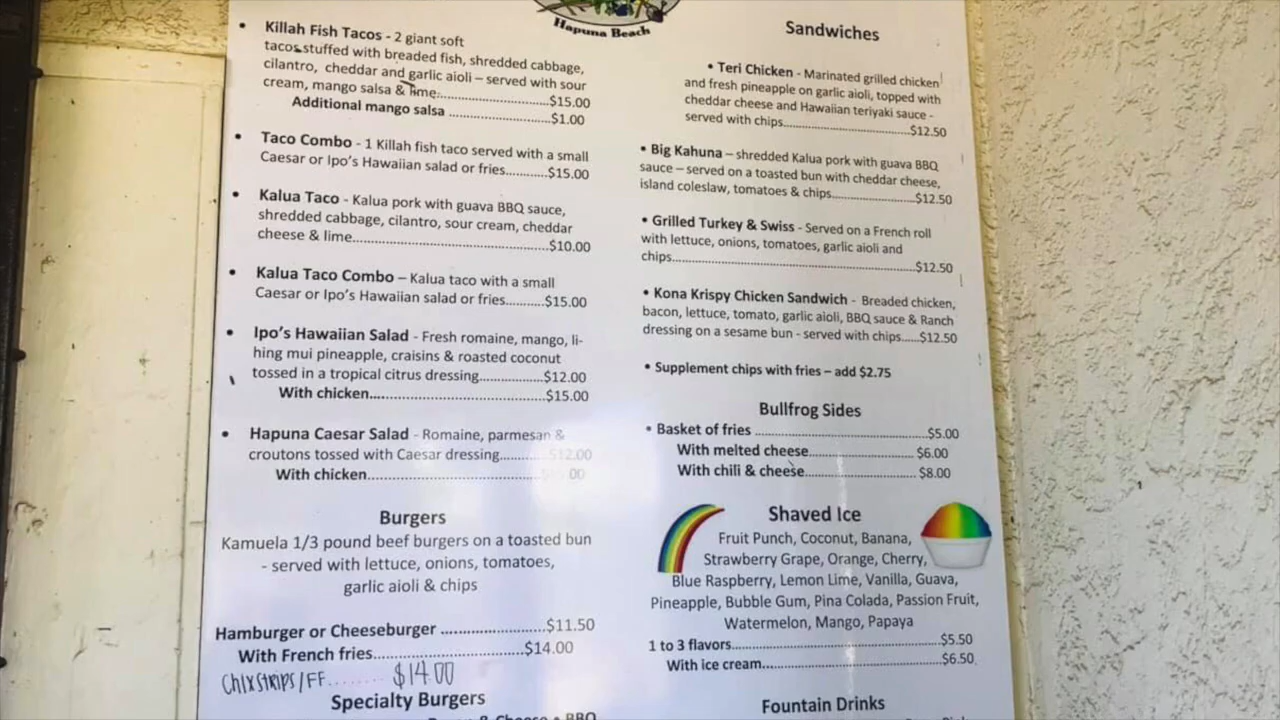 Hapuna Beach
• Killah Fish Tacos - 2 giant soft
tacos stuffed with breaded fish, shredded cabbage,
cilantro, cheddar and garlic aioli – served with sour
cream, mango salsa & lime..............................$15.00
Additional mango salsa ............................$1.00
• Taco Combo - 1 Killah fish taco served with a small
Caesar or Ipo's Hawaiian salad or fries............$15.00
• Kalua Taco - Kalua pork with guava BBQ sauce,
shredded cabbage, cilantro, sour cream, cheddar
cheese & lime......................................................$10.00
• Kalua Taco Combo – Kalua taco with a small
Caesar or Ipo's Hawaiian salad or fries...........$15.00
• Ipo's Hawaiian Salad - Fresh romaine, mango, li-
hing mui pineapple, craisins & roasted coconut
tossed in a tropical citrus dressing..................$12.00
With chicken.............................................$15.00
• Hapuna Caesar Salad - Romaine, parmesan &
croutons tossed with Caesar dressing.......... $12.00
With chicken............................................... 00
Burgers
Kamuela 1/3 pound beef burgers on a toasted bun
- served with lettuce, onions, tomatoes,
garlic aioli & chips
Hamburger or Cheeseburger ............................$11.50
With French fries........................................$14.00
Chix Strips/FF........ $14.00
Specialty Burgers
& Cheese • BBQ
Sandwiches
• Teri Chicken - Marinated grilled chicken
and fresh pineapple on garlic aioli, topped with
cheddar cheese and Hawaiian teriyaki sauce -
served with chips....................................$12.50
• Big Kahuna – shredded Kalua pork with guava BBQ
sauce – served on a toasted bun with cheddar cheese,
island coleslaw, tomatoes & chips.......................$12.50
• Grilled Turkey & Swiss - Served on a French roll
with lettuce, onions, tomatoes, garlic aioli and
chips....................................................................$12.50
• Kona Krispy Chicken Sandwich - Breaded chicken,
bacon, lettuce, tomato, garlic aioli, BBQ sauce & Ranch
dressing on a sesame bun - served with chips......$12.50
• Supplement chips with fries – add $2.75
Bullfrog Sides
• Basket of fries ..................................................$5.00
With melted cheese...................................... $6.00
With chili & cheese........................................ $8.00
Shaved Ice
Fruit Punch, Coconut, Banana,
Strawberry Grape, Orange, Cherry,
Blue Raspberry, Lemon Lime, Vanilla, Guava,
Pineapple, Bubble Gum, Pina Colada, Passion Fruit,
Watermelon, Mango, Papaya
1 to 3 flavors............................................................$5.50
With ice cream....................................................$6.50
Fountain Drinks